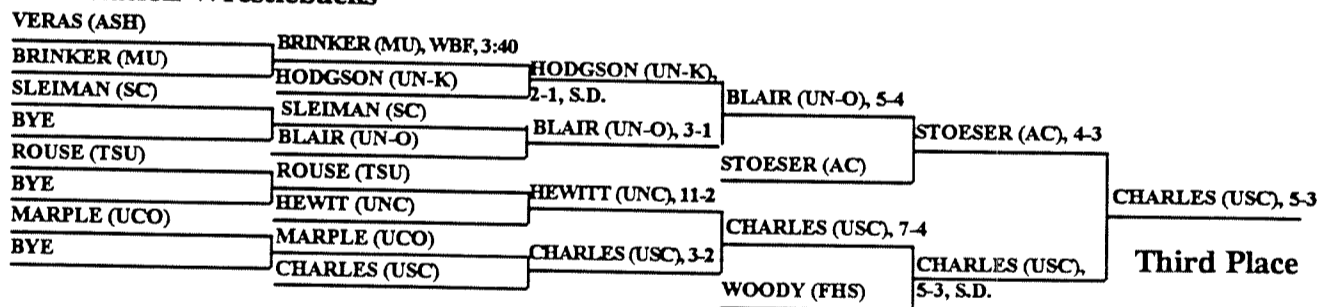 VERAS (ASH)
BRINKER (MU)
SLEIMAN (SC)
BYE
ROUSE (TSU)
BYE
MARPLE (UCO)
BYE
BRINKER (MU), WBF, 3:40
HODGSON (UN-K)
SLEIMAN (SC)
BLAIR (UN-O)
ROUSE (TSU)
HEWIT (UNC)
MARPLE (UCO)
CHARLES (USC)
HODGSON (UN-K),
2-1, S.D.
BLAIR (UN-O), 3-1
HEWITT (UNC), 11-2
CHARLES (USC), 3-2
BLAIR (UN-O), 5-4
STOESER (AC)
CHARLES (USC), 7-4
WOODY (FHS)
STOESER (AC), 4-3
CHARLES (USC),
5-3, S.D.
CHARLES (USC), 5-3
Third Place